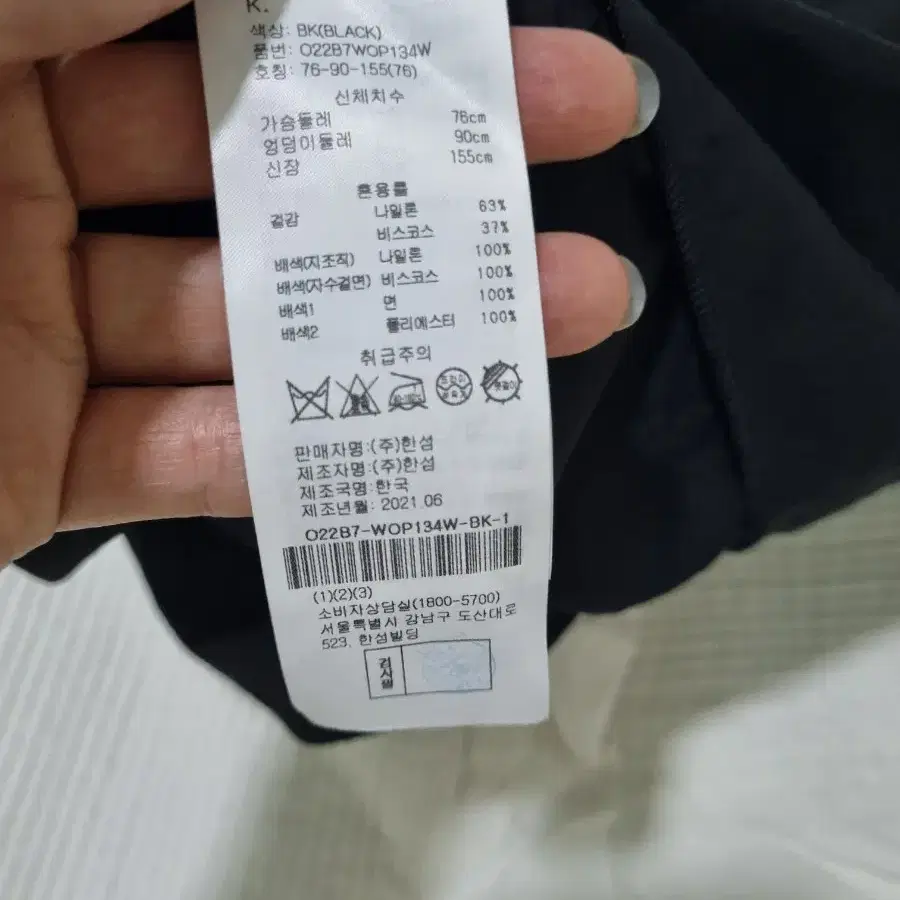 K.
색상: BK(BLACK)
품번: O22B7WOP134W
호칭: 76-90-155(76)
신체치수
가슴둘레 76cm
엉덩이둘레 90cm
신장 155cm
혼용률
겉감 나일론 63%
비스코스 37%
배색(지조직) 나일론 100%
배색(자수겉면) 비스코스 100%
배색1 면 100%
배색2 폴리에스터 100%
취급주의
판매자명:(주)한섬
제조자명:(주)한섬
제조국명:한국
제조년월: 2021.06
O22B7-WOP134W-BK-1
(1)(2)(3)
소비자상담실(1800-5700)
서울특별시 강남구 도산대로
523, 한섬빌딩
검사필